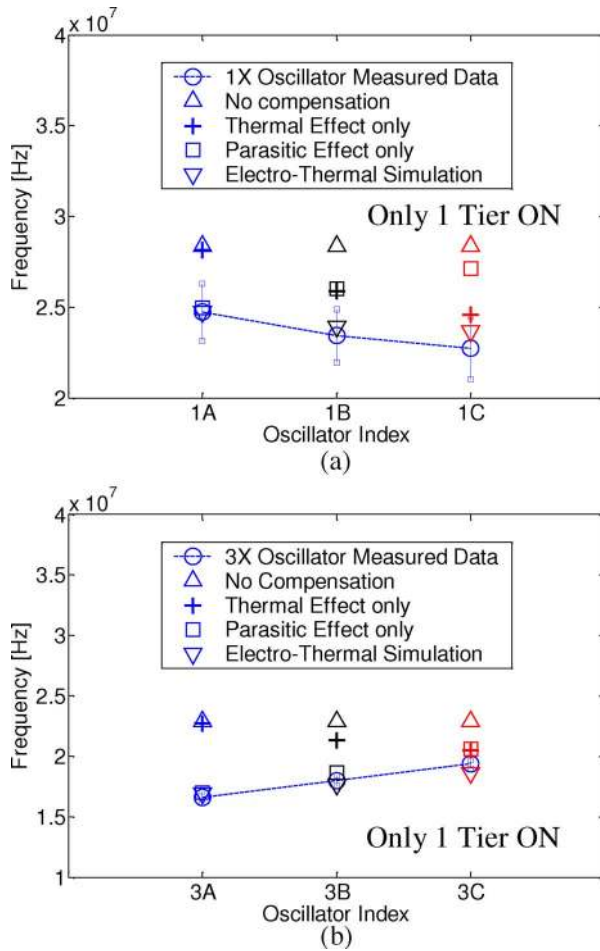 x 10^7
4
3.5
3
2.5
2
Frequency [Hz]
1X Oscillator Measured Data
No compensation
Thermal Effect only
Parasitic Effect only
Electro-Thermal Simulation
Only 1 Tier ON
1A 1B 1C
Oscillator Index
(a)
x 10^7
4
3.5
3
2.5
2
1.5
1
Frequency [Hz]
3X Oscillator Measured Data
No Compensation
Thermal Effect only
Parasitic Effect only
Electro-Thermal Simulation
Only 1 Tier ON
3A 3B 3C
Oscillator Index
(b)